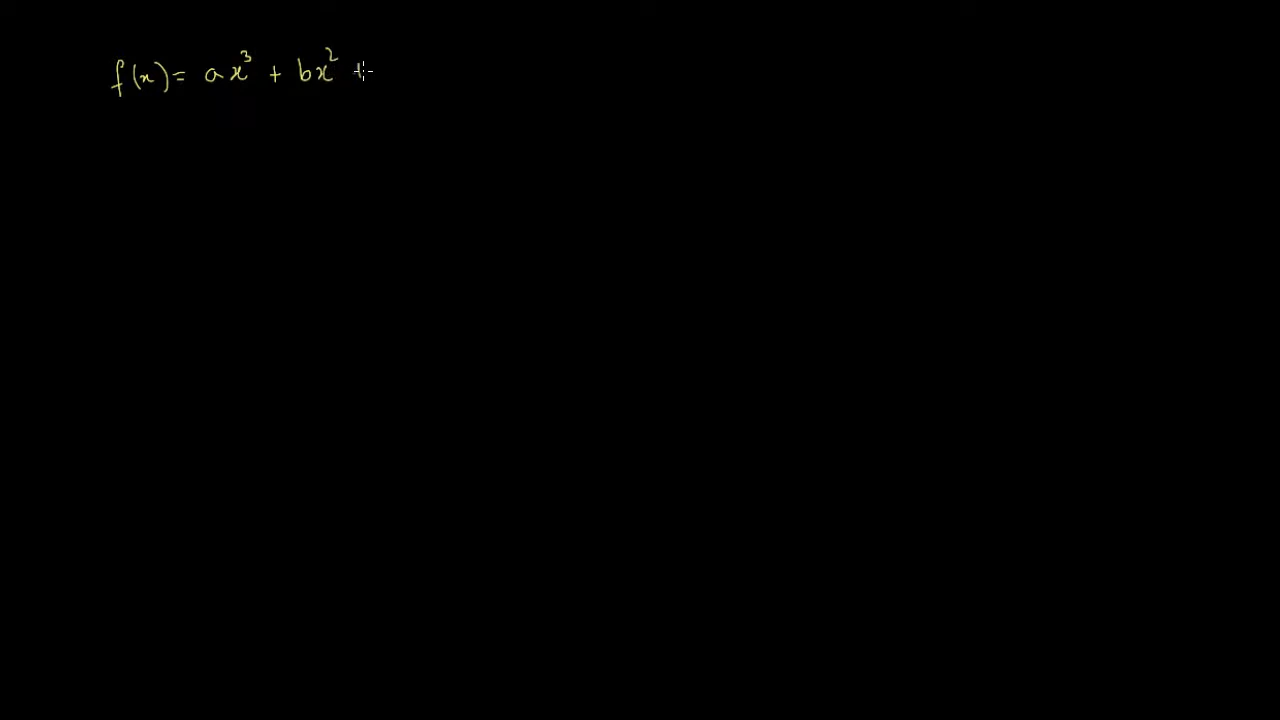 f(x) = ax³ + bx² +